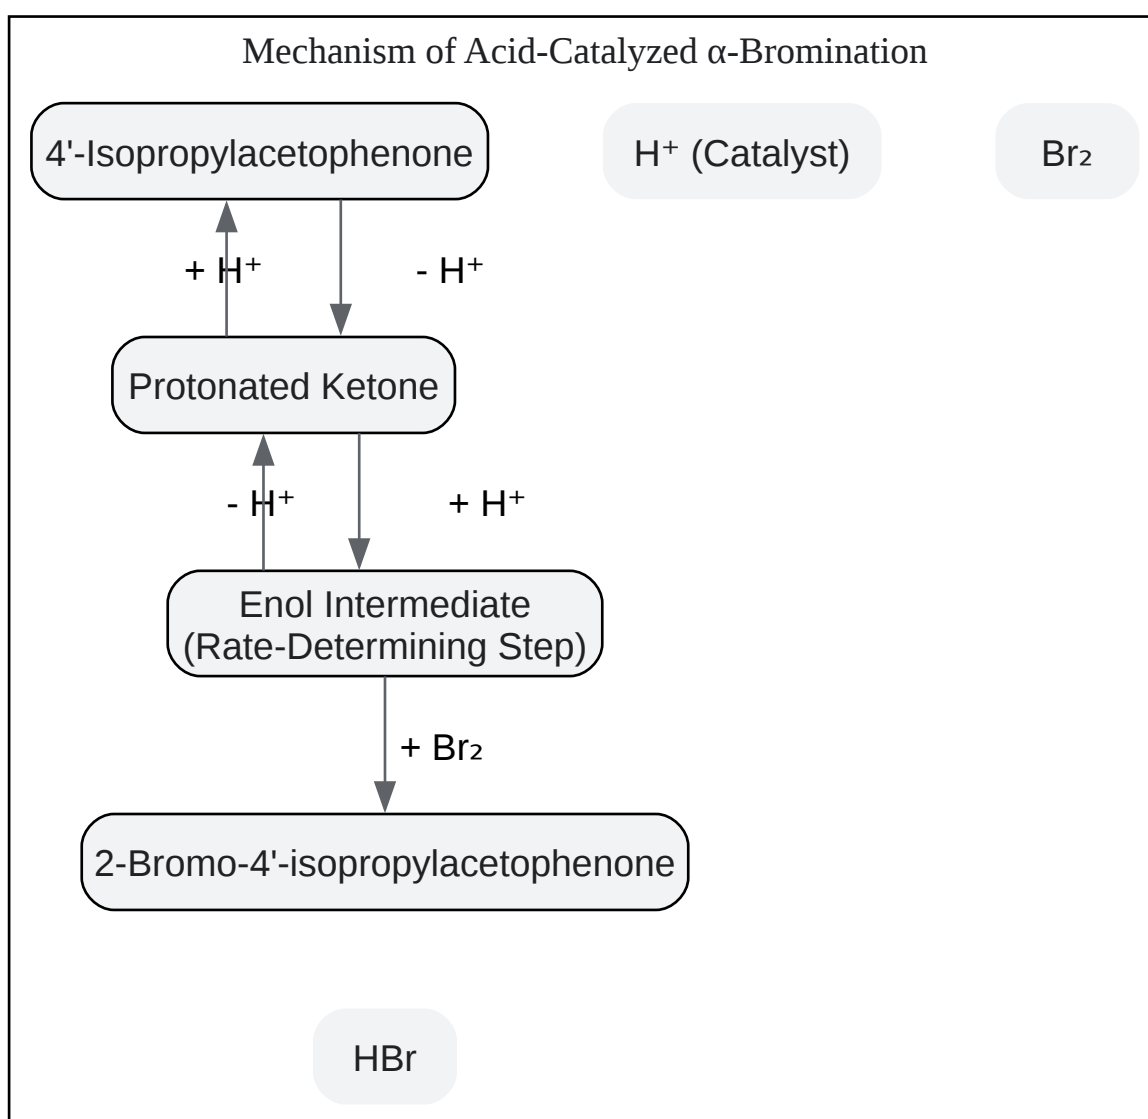 Mechanism of Acid-Catalyzed α-Bromination
4'-Isopropylacetophenone
H⁺ (Catalyst)
Br₂
+ H⁺
- H⁺
Protonated Ketone
- H⁺
+ H⁺
Enol Intermediate
(Rate-Determining Step)
+ Br₂
2-Bromo-4'-isopropylacetophenone
HBr